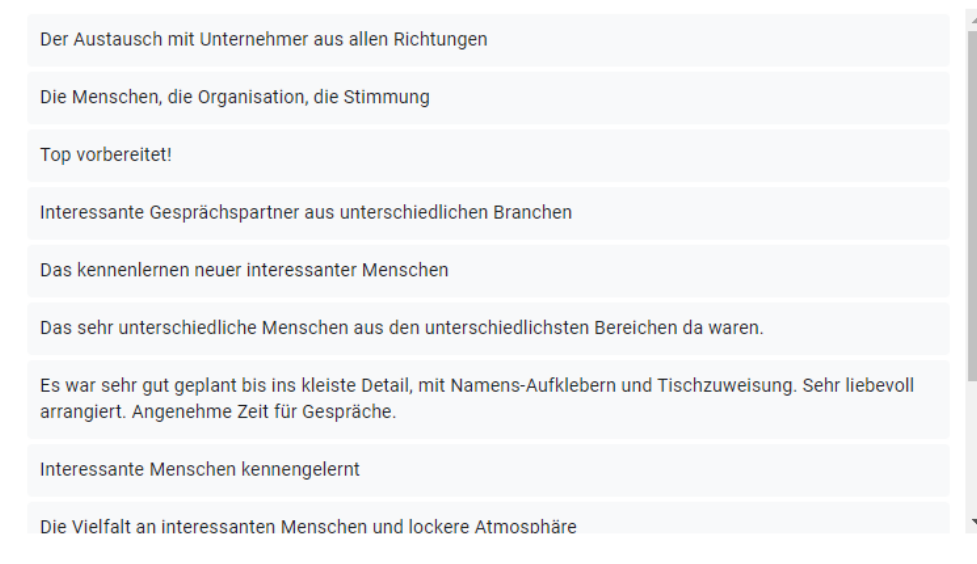 Der Austausch mit Unternehmer aus allen Richtungen
Die Menschen, die Organisation, die Stimmung
Top vorbereitet!
Interessante Gesprächspartner aus unterschiedlichen Branchen
Das kennenlernen neuer interessanter Menschen
Das sehr unterschiedliche Menschen aus den unterschiedlichsten Bereichen da waren.
Es war sehr gut geplant bis ins kleiste Detail, mit Namens-Aufklebern und Tischzuweisung. Sehr liebevoll
arrangiert. Angenehme Zeit für Gespräche.
Interessante Menschen kennengelernt
Die Vielfalt an interessanten Menschen und lockere Atmosphäre